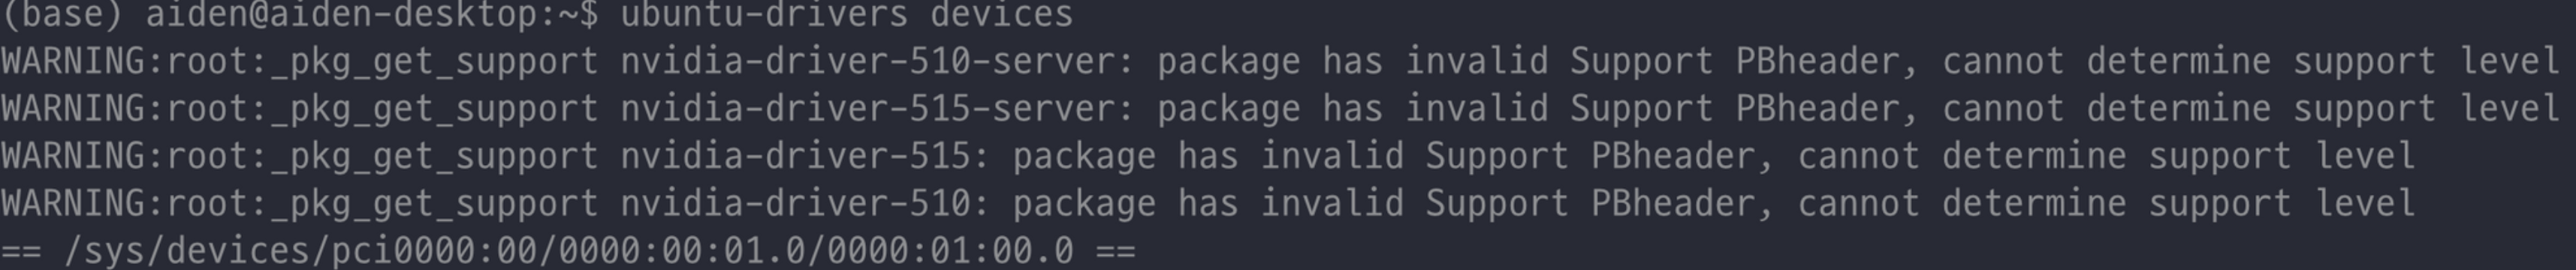 (base) aiden@aiden-desktop:~$ ubuntu-drivers devices
WARNING:root:_pkg_get_support nvidia-driver-510-server: package has invalid Support PBheader, cannot determine support level
WARNING:root:_pkg_get_support nvidia-driver-515-server: package has invalid Support PBheader, cannot determine support level
WARNING:root:_pkg_get_support nvidia-driver-515: package has invalid Support PBheader, cannot determine support level
WARNING:root:_pkg_get_support nvidia-driver-510: package has invalid Support PBheader, cannot determine support level
== /sys/devices/pci0000:00/0000:00:01.0/0000:01:00.0 ==